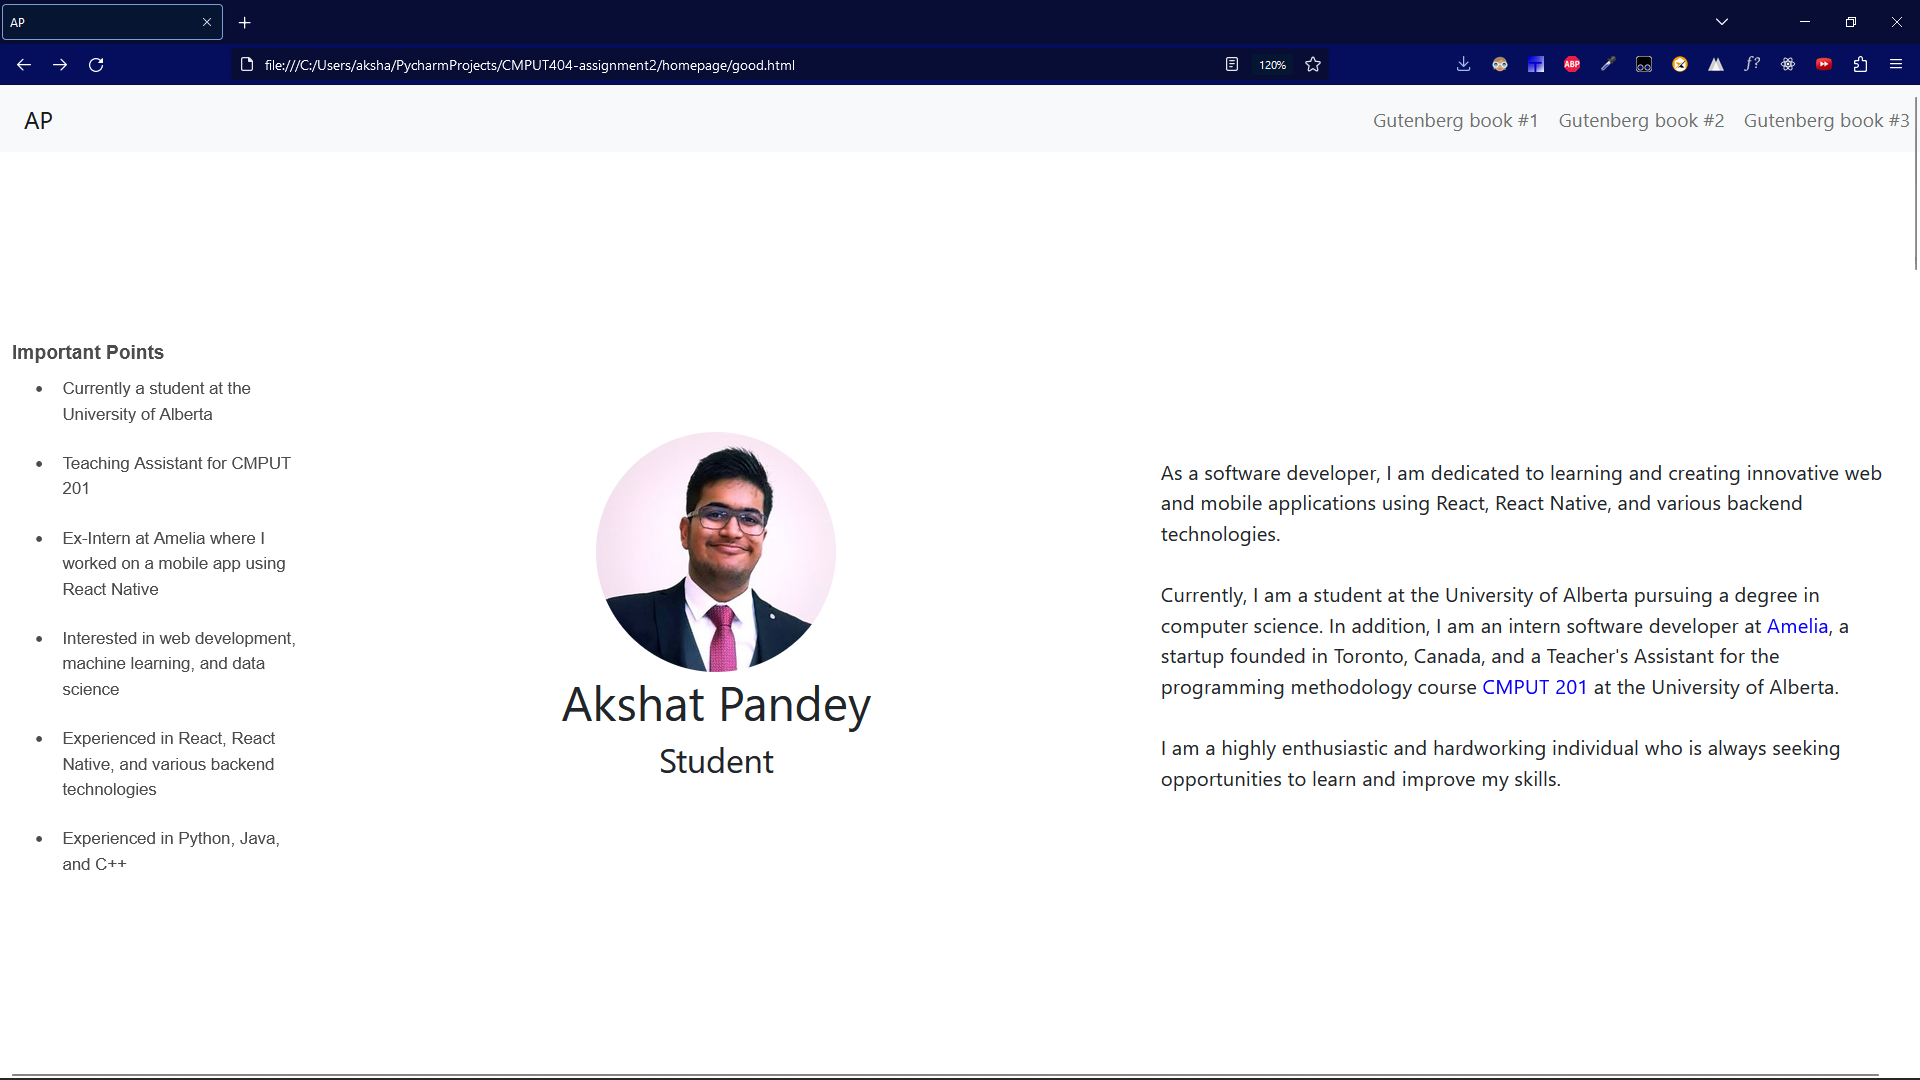 AP
file:///C:/Users/aksha/PycharmProjects/CMPUT404-assignment2/homepage/good.html
120%
ABP
f?
AP
Gutenberg book #1
Gutenberg book #2
Gutenberg book #3
Important Points
Currently a student at the
University of Alberta
Teaching Assistant for CMPUT
201
Ex-Intern at Amelia where I
worked on a mobile app using
React Native
Interested in web development,
machine learning, and data
science
Experienced in React, React
Native, and various backend
technologies
Experienced in Python, Java,
and C++
Akshat Pandey
Student
As a software developer, I am dedicated to learning and creating innovative web
and mobile applications using React, React Native, and various backend
technologies.
Currently, I am a student at the University of Alberta pursuing a degree in
computer science. In addition, I am an intern software developer at Amelia, a
startup founded in Toronto, Canada, and a Teacher's Assistant for the
programming methodology course CMPUT 201 at the University of Alberta.
I am a highly enthusiastic and hardworking individual who is always seeking
opportunities to learn and improve my skills.